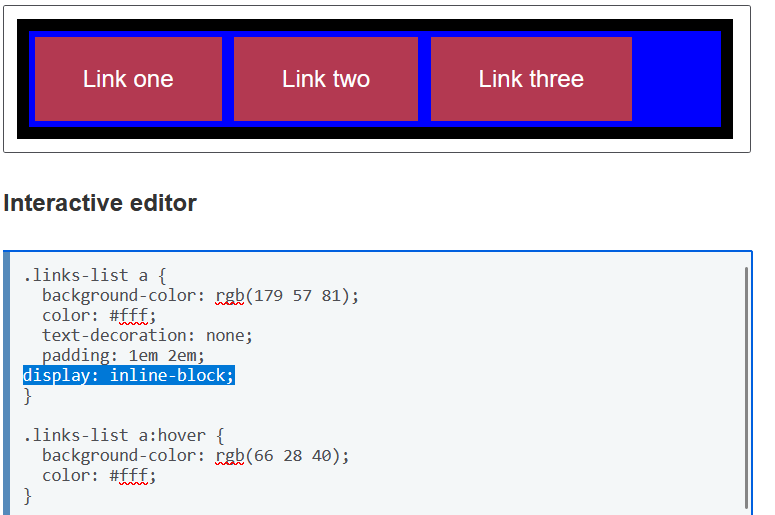 Link one Link two Link three
Interactive editor
.links-list a {
  background-color: rgb(179 57 81);
  color: #fff;
  text-decoration: none;
  padding: 1em 2em;
display: inline-block;
}
.links-list a:hover {
  background-color: rgb(66 28 40);
  color: #fff;
}